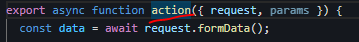 export async function action({ request, params }) {
const data = await request.formData();